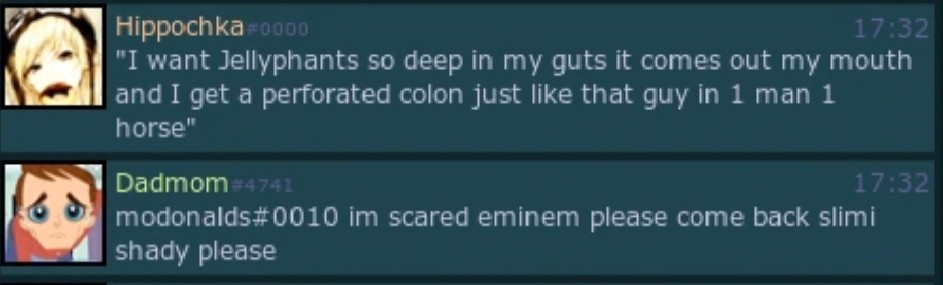 Hippochka#0000 17:32
"I want Jellyphants so deep in my guts it comes out my mouth
and I get a perforated colon just like that guy in 1 man 1
horse"
Dadmom#4741 17:32
modonalds#0010 im scared eminem please come back slimi
shady please